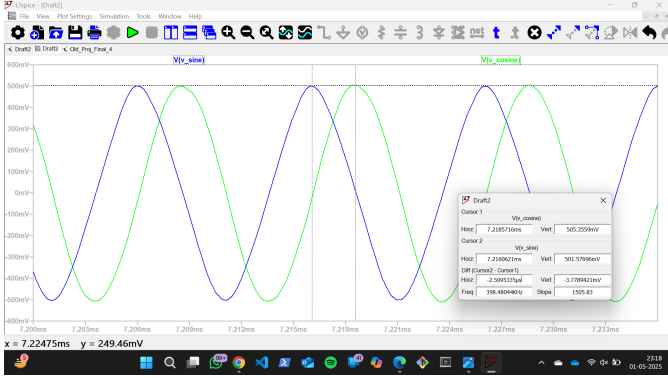 LTspice - [Draft2]
File View Plot Settings Simulation Tools Window Help
Draft2 Draft2 Old_Proj_Final_4
V(v_sine) V(v_cosine)
600mV
500mV
400mV
300mV
200mV
100mV
0mV
-100mV
-200mV
-300mV
-400mV
-500mV
-600mV
7.200ms 7.203ms 7.206ms 7.209ms 7.212ms 7.215ms 7.218ms 7.221ms 7.224ms 7.227ms 7.230ms 7.233ms
Draft2
Cursor 1
V(v_cosine)
Horz: 7.2185716ms Vert: 505.3559mV
Cursor 2
V(v_sine)
Horz: 7.2160621ms Vert: 501.57696mV
Diff (Cursor2 - Cursor1)
Horz: -2.5095335µs Vert: -3.7789421mV
Freq: 398.48044KHz Slope: 1505.83
x = 7.22475ms y = 249.46mV
99+
41
23:18
01-05-2025